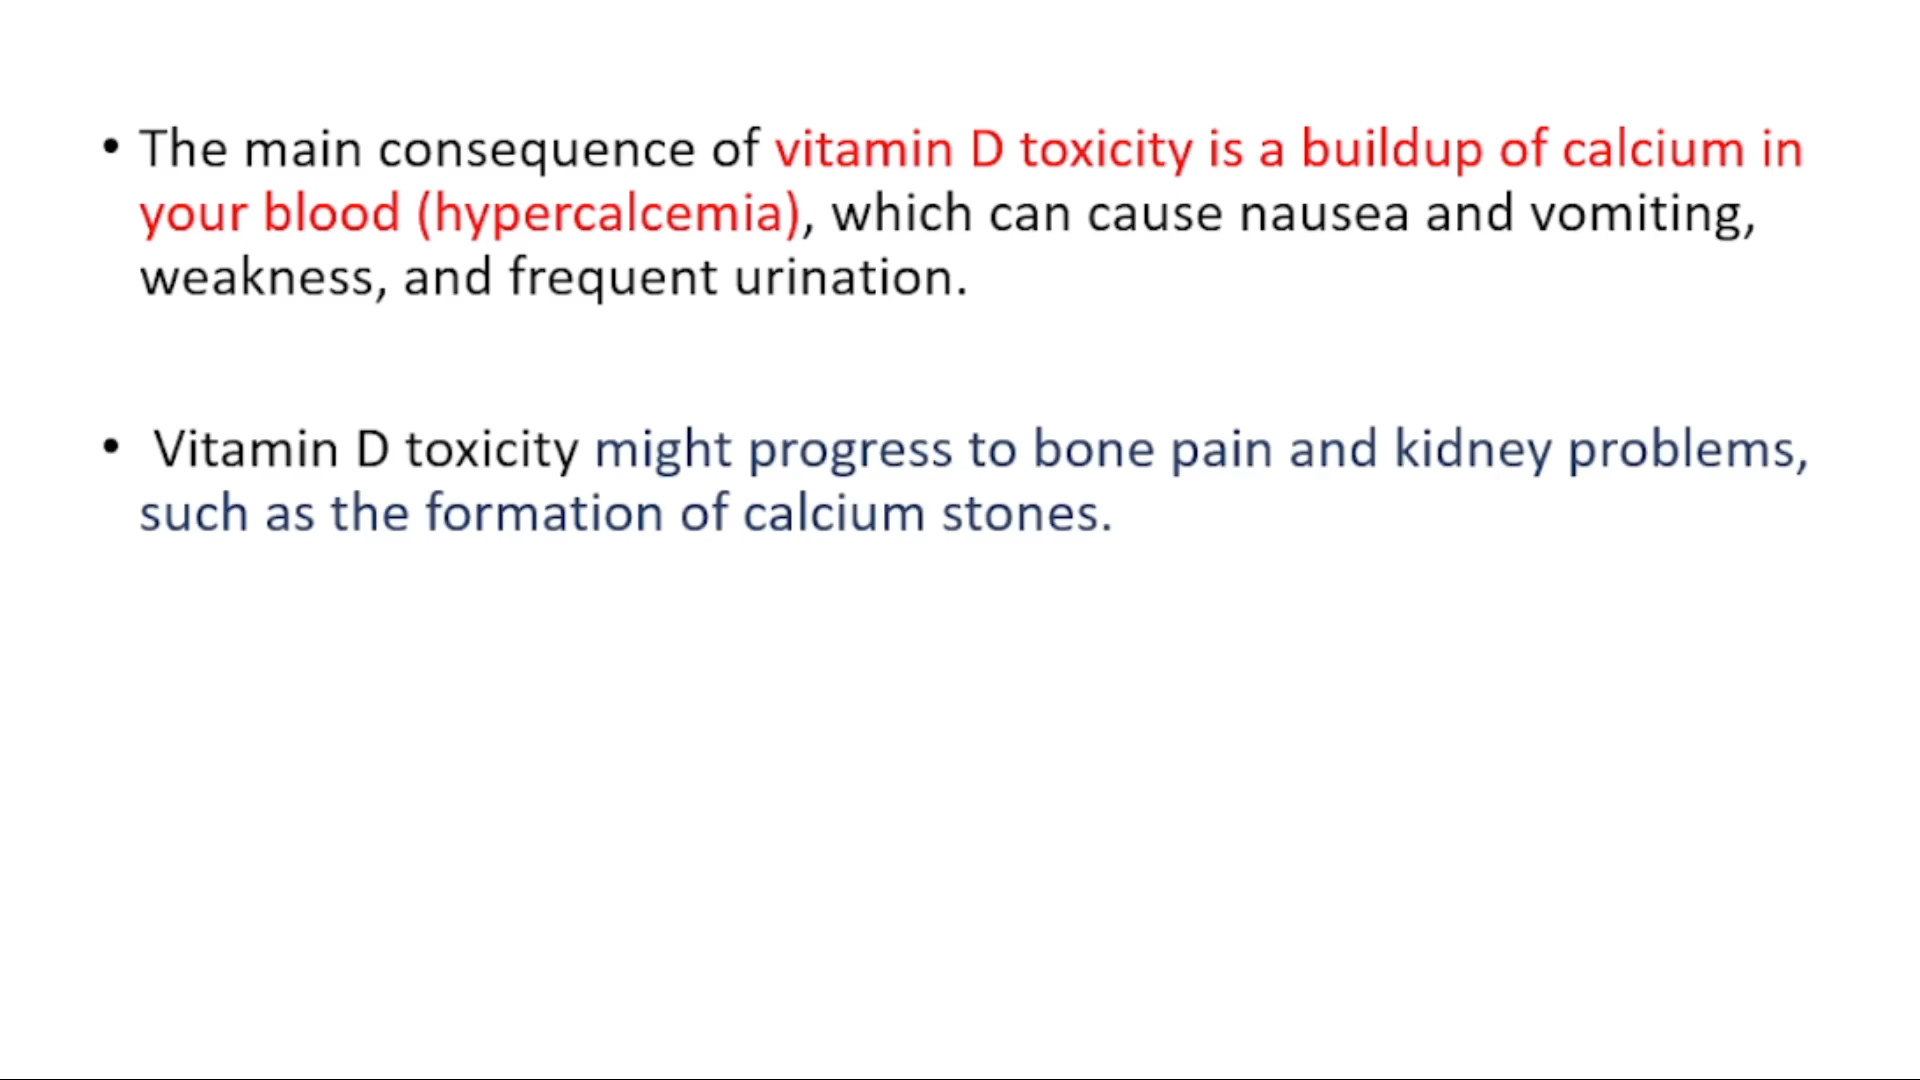 • The main consequence of vitamin D toxicity is a buildup of calcium in
your blood (hypercalcemia), which can cause nausea and vomiting,
weakness, and frequent urination.
• Vitamin D toxicity might progress to bone pain and kidney problems,
such as the formation of calcium stones.